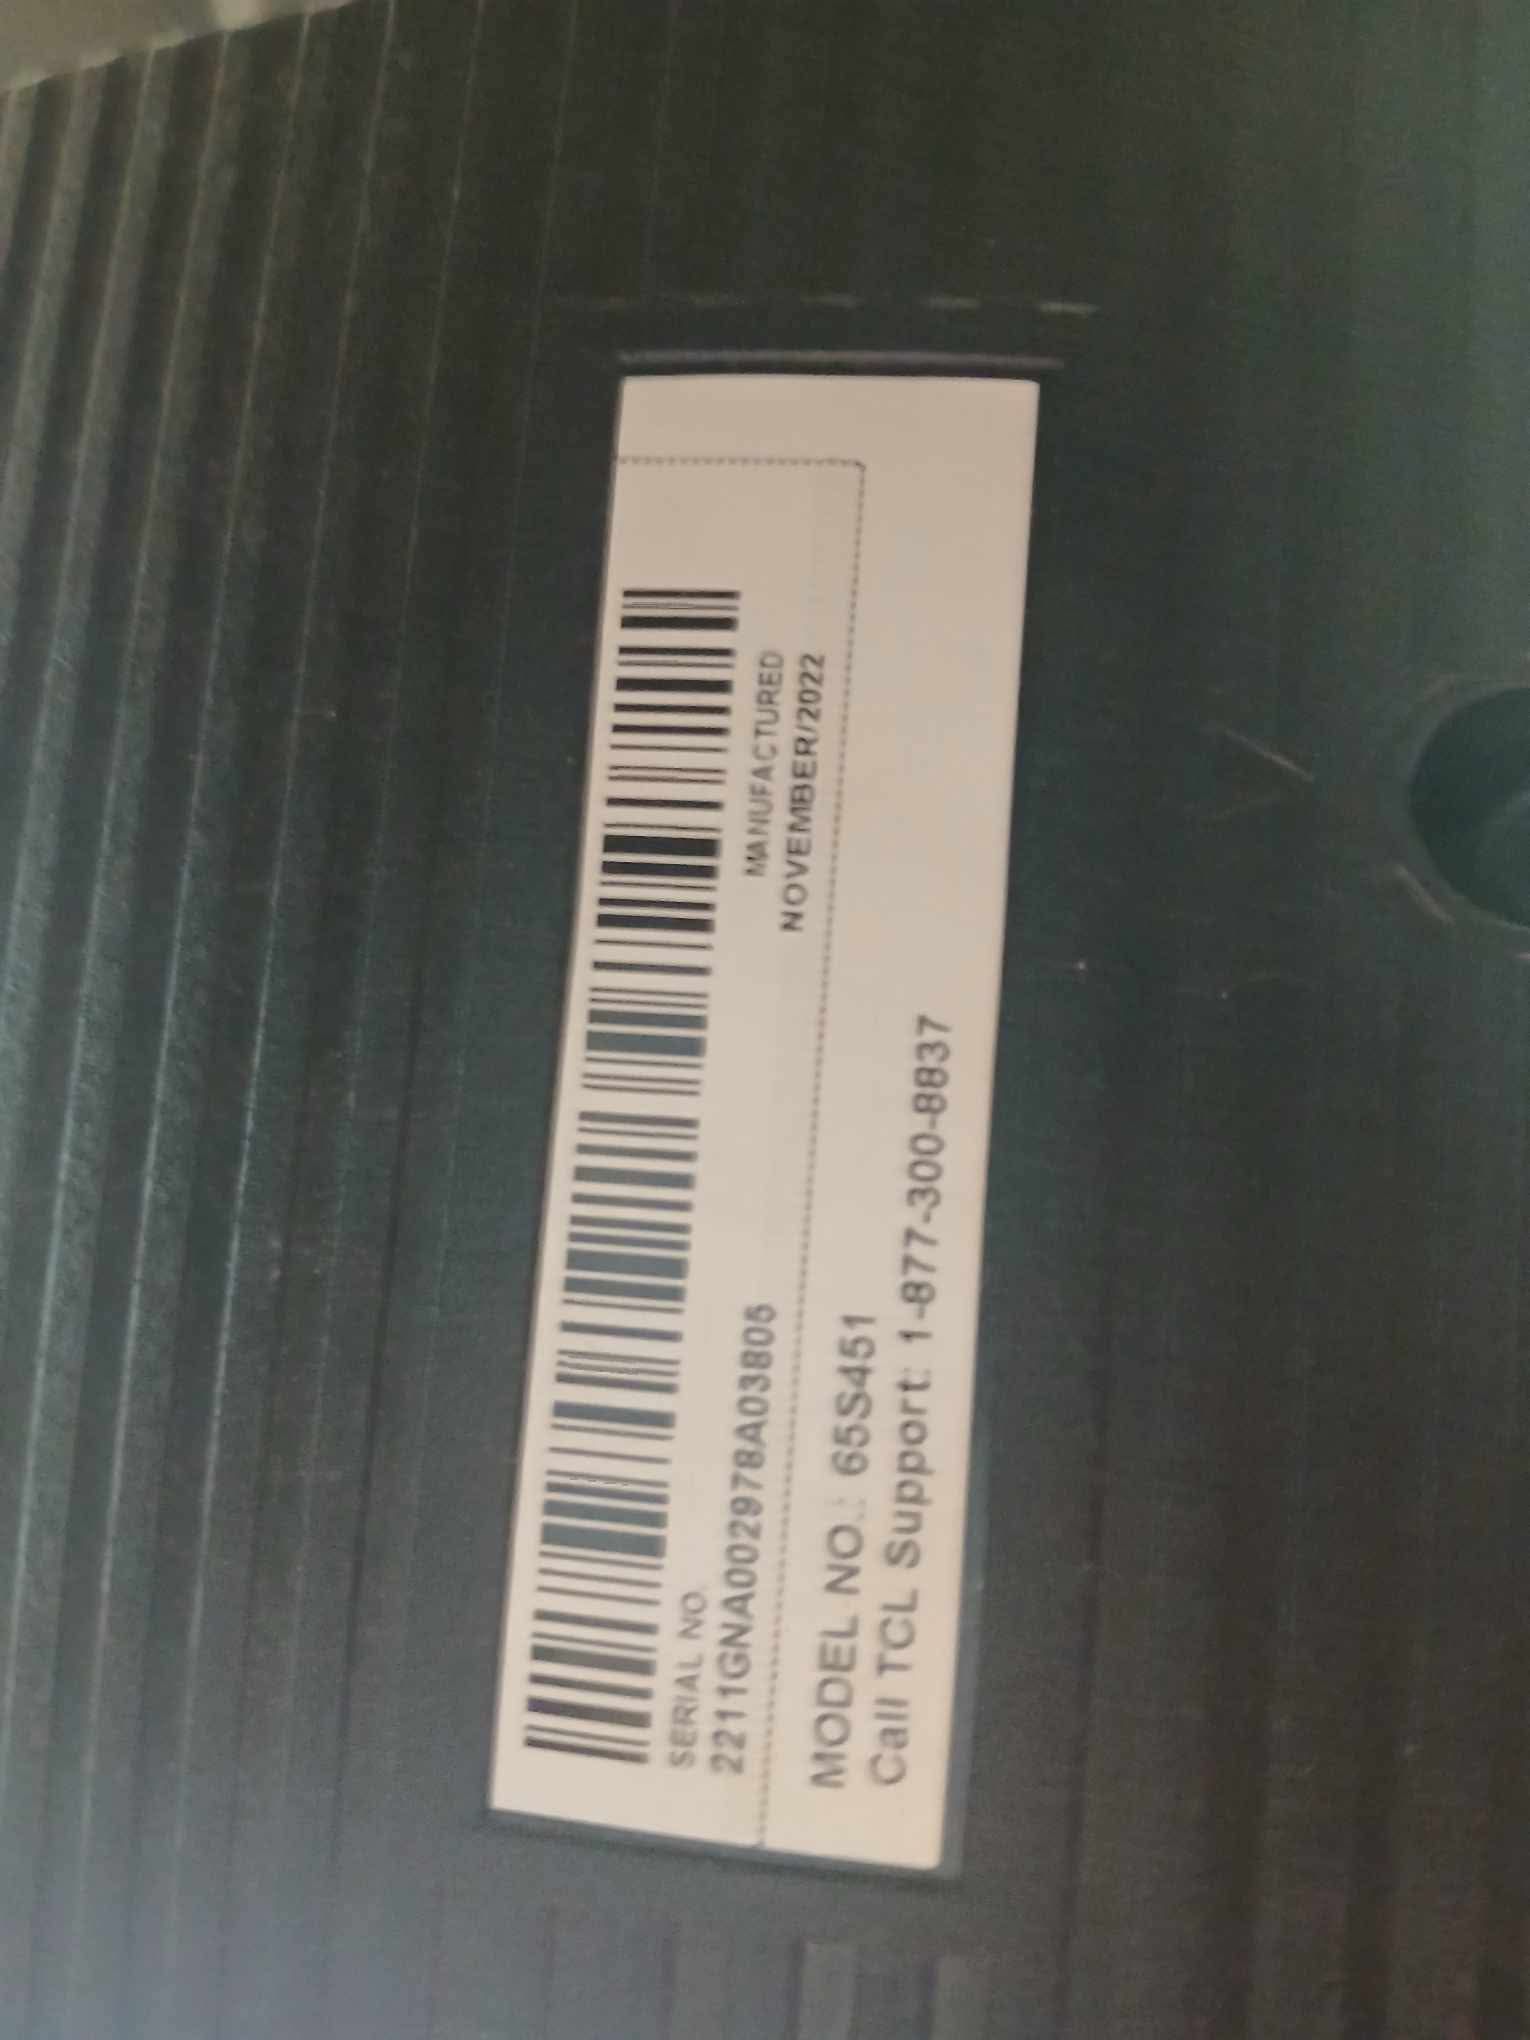 SERIAL NO.
2211GNA002978A03805
MANUFACTURED
NOVEMBER/2022
MODEL NO.: 65S451
Call TCL Support: 1-877-300-8837